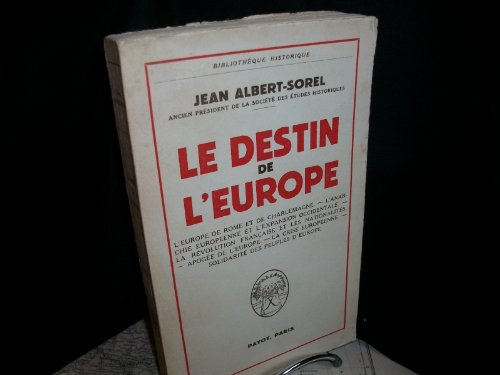 BIBLIOTHÈQUE HISTORIQUE
JEAN ALBERT-SOREL
ANCIEN PRÉSIDENT DE LA SOCIÉTÉ DES ÉTUDES HISTORIQUES
LE DESTIN
DE
L'EUROPE
L'EUROPE DE ROME ET DE CHARLEMAGNE. — L'ANAR-
CHIE EUROPÉENNE ET L'EXPANSION OCCIDENTALE. —
LA RÉVOLUTION FRANÇAISE ET LES NATIONALITÉS.
— APOGÉE DE L'EUROPE. — LA CRISE EUROPÉENNE. —
SOLIDARITÉ DES PEUPLES D'EUROPE.
PAYOT, PARIS